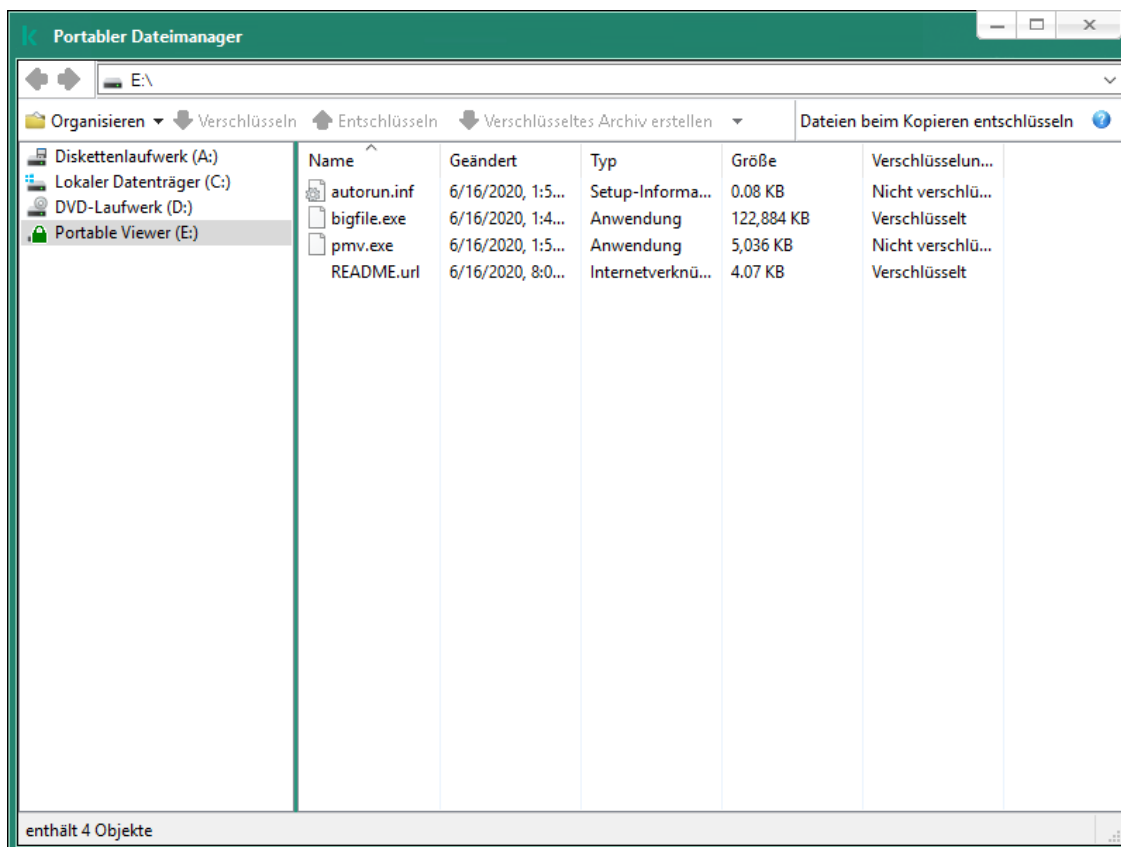 Portabler Dateimanager
E:\
Organisieren Verschlüsseln Entschlüsseln Verschlüsseltes Archiv erstellen Dateien beim Kopieren entschlüsseln
Diskettenlaufwerk (A:)
Lokaler Datenträger (C:)
DVD-Laufwerk (D:)
Portable Viewer (E:)
Name Geändert Typ Größe Verschlüsselun...
autorun.inf 6/16/2020, 1:5... Setup-Informa... 0.08 KB Nicht verschlü...
bigfile.exe 6/16/2020, 1:4... Anwendung 122,884 KB Verschlüsselt
pmv.exe 6/16/2020, 1:5... Anwendung 5,036 KB Nicht verschlü...
README.url 6/16/2020, 8:0... Internetverknü... 4.07 KB Verschlüsselt
enthält 4 Objekte